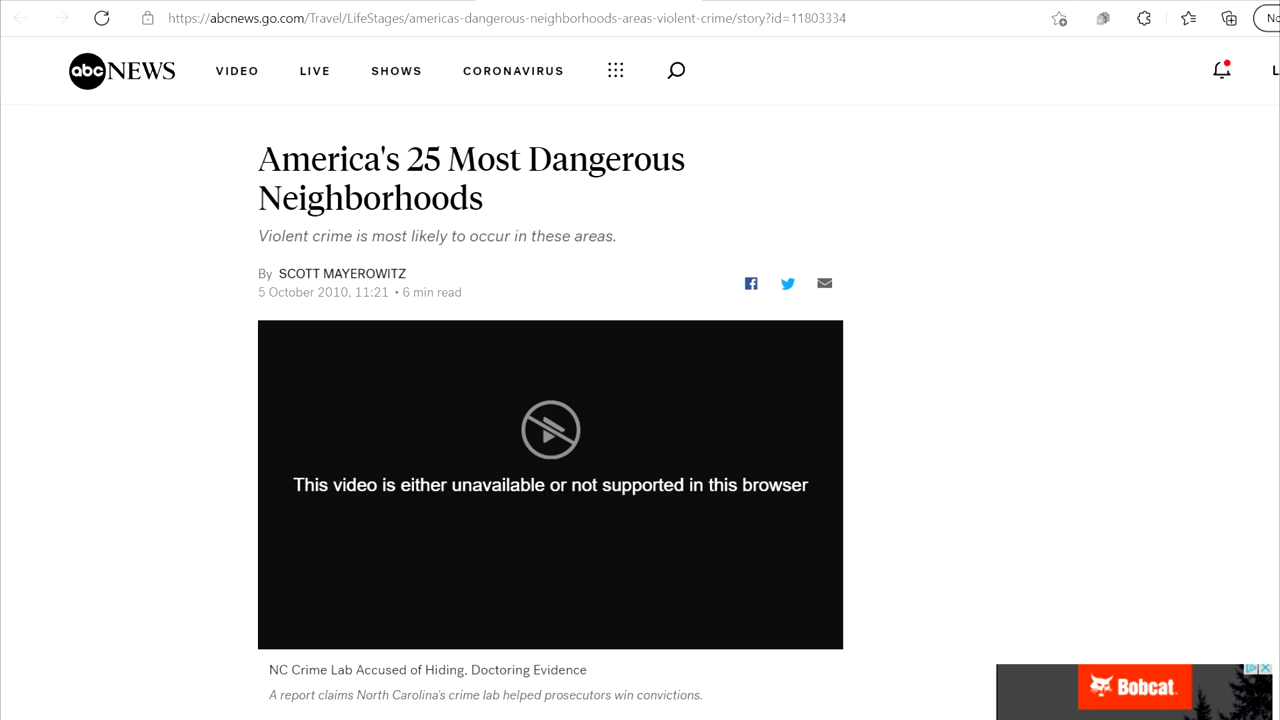 https://abcnews.go.com/Travel/LifeStages/americas-dangerous-neighborhoods-areas-violent-crime/story?id=11803334
No
abc NEWS VIDEO LIVE SHOWS CORONAVIRUS L
America's 25 Most Dangerous
Neighborhoods
Violent crime is most likely to occur in these areas.
By SCOTT MAYEROWITZ
5 October 2010, 11:21 • 6 min read
This video is either unavailable or not supported in this browser
NC Crime Lab Accused of Hiding, Doctoring Evidence
A report claims North Carolina's crime lab helped prosecutors win convictions.
Bobcat.